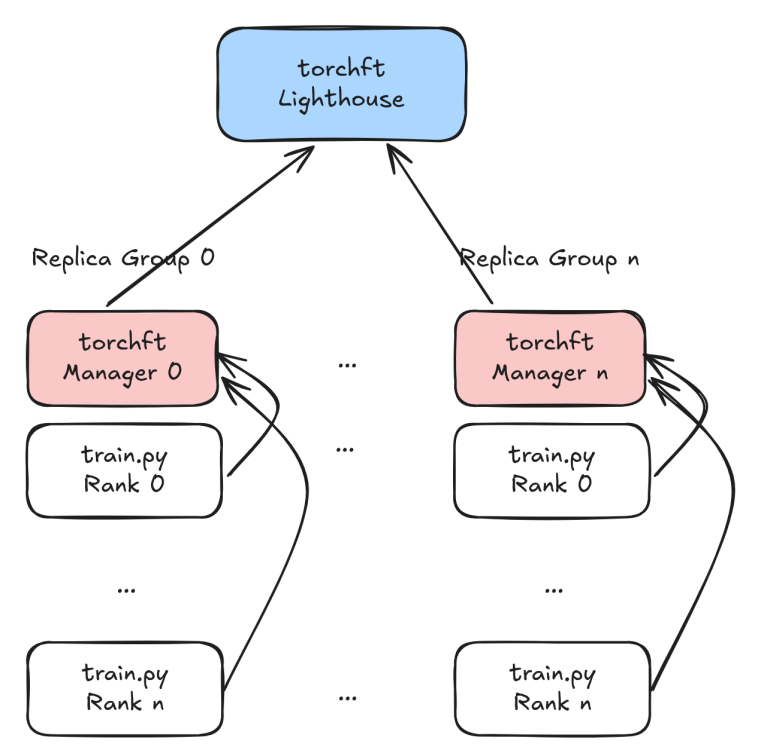 torchft
Lighthouse
Replica Group 0
Replica Group n
torchft
Manager 0
...
torchft
Manager n
train.py
Rank 0
...
train.py
Rank 0
...
...
train.py
Rank n
...
train.py
Rank n